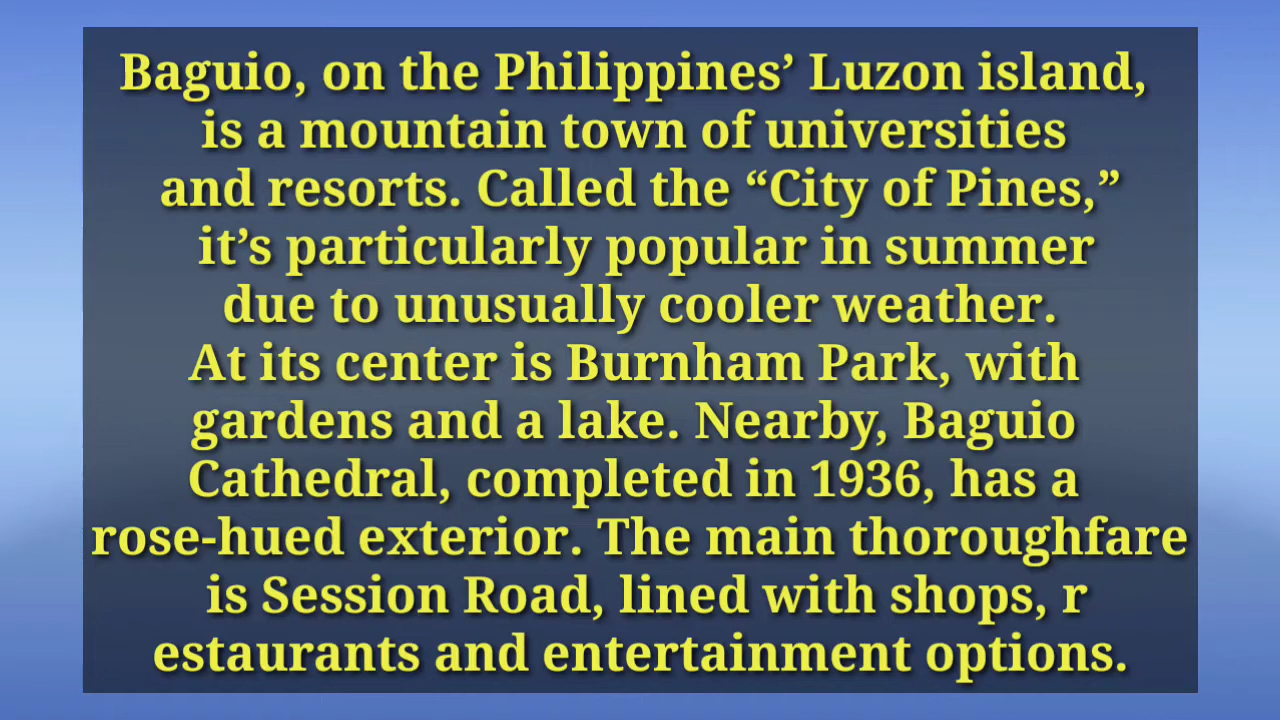 Baguio, on the Philippines’ Luzon island,
is a mountain town of universities
and resorts. Called the “City of Pines,”
it’s particularly popular in summer
due to unusually cooler weather.
At its center is Burnham Park, with
gardens and a lake. Nearby, Baguio
Cathedral, completed in 1936, has a
rose-hued exterior. The main thoroughfare
is Session Road, lined with shops, r
estaurants and entertainment options.